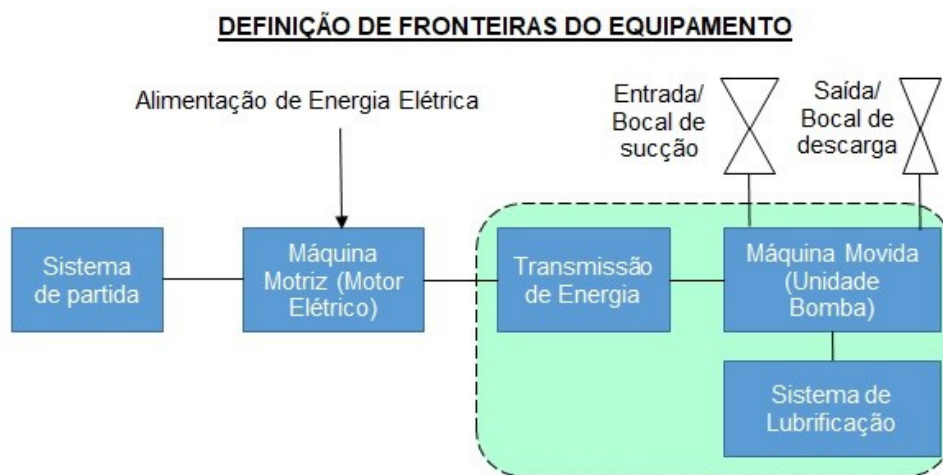 DEFINIÇÃO DE FRONTEIRAS DO EQUIPAMENTO
Alimentação de Energia Elétrica
Entrada/
Bocal de
sucção
Saída/
Bocal de
descarga
Sistema
de partida
Máquina
Motriz (Motor
Elétrico)
Transmissão
de Energia
Máquina Movida
(Unidade
Bomba)
Sistema de
Lubrificação